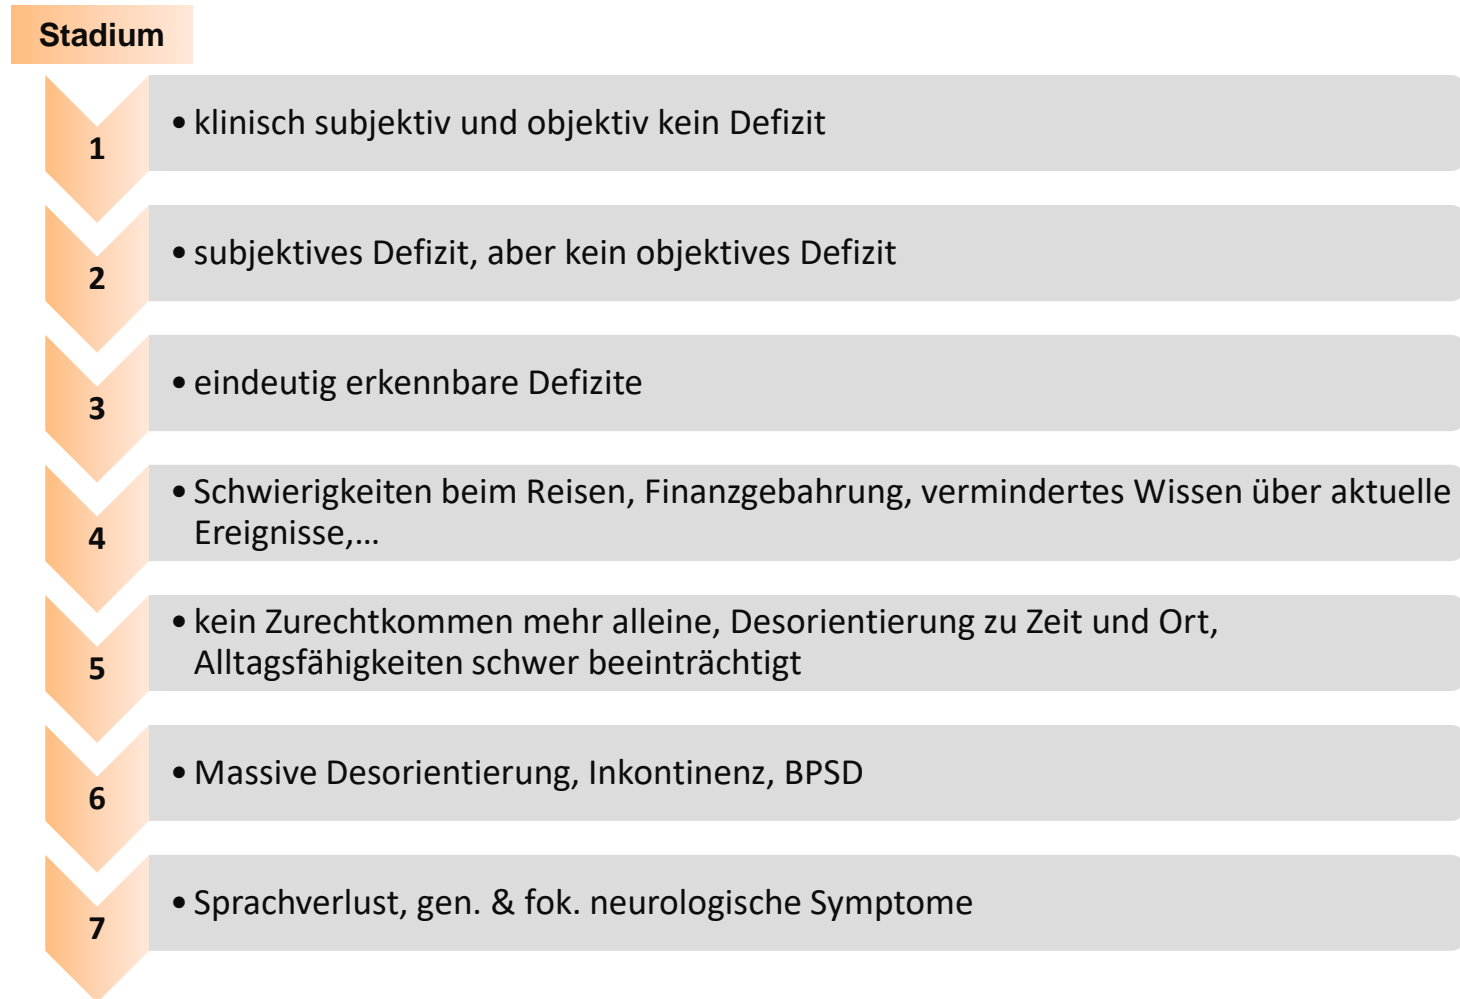 Stadium
1
• klinisch subjektiv und objektiv kein Defizit
2
• subjektives Defizit, aber kein objektives Defizit
3
• eindeutig erkennbare Defizite
4
• Schwierigkeiten beim Reisen, Finanzgebahrung, vermindertes Wissen über aktuelle
Ereignisse,...
5
• kein Zurechtkommen mehr alleine, Desorientierung zu Zeit und Ort,
Alltagsfähigkeiten schwer beeinträchtigt
6
• Massive Desorientierung, Inkontinenz, BPSD
7
• Sprachverlust, gen. & fok. neurologische Symptome